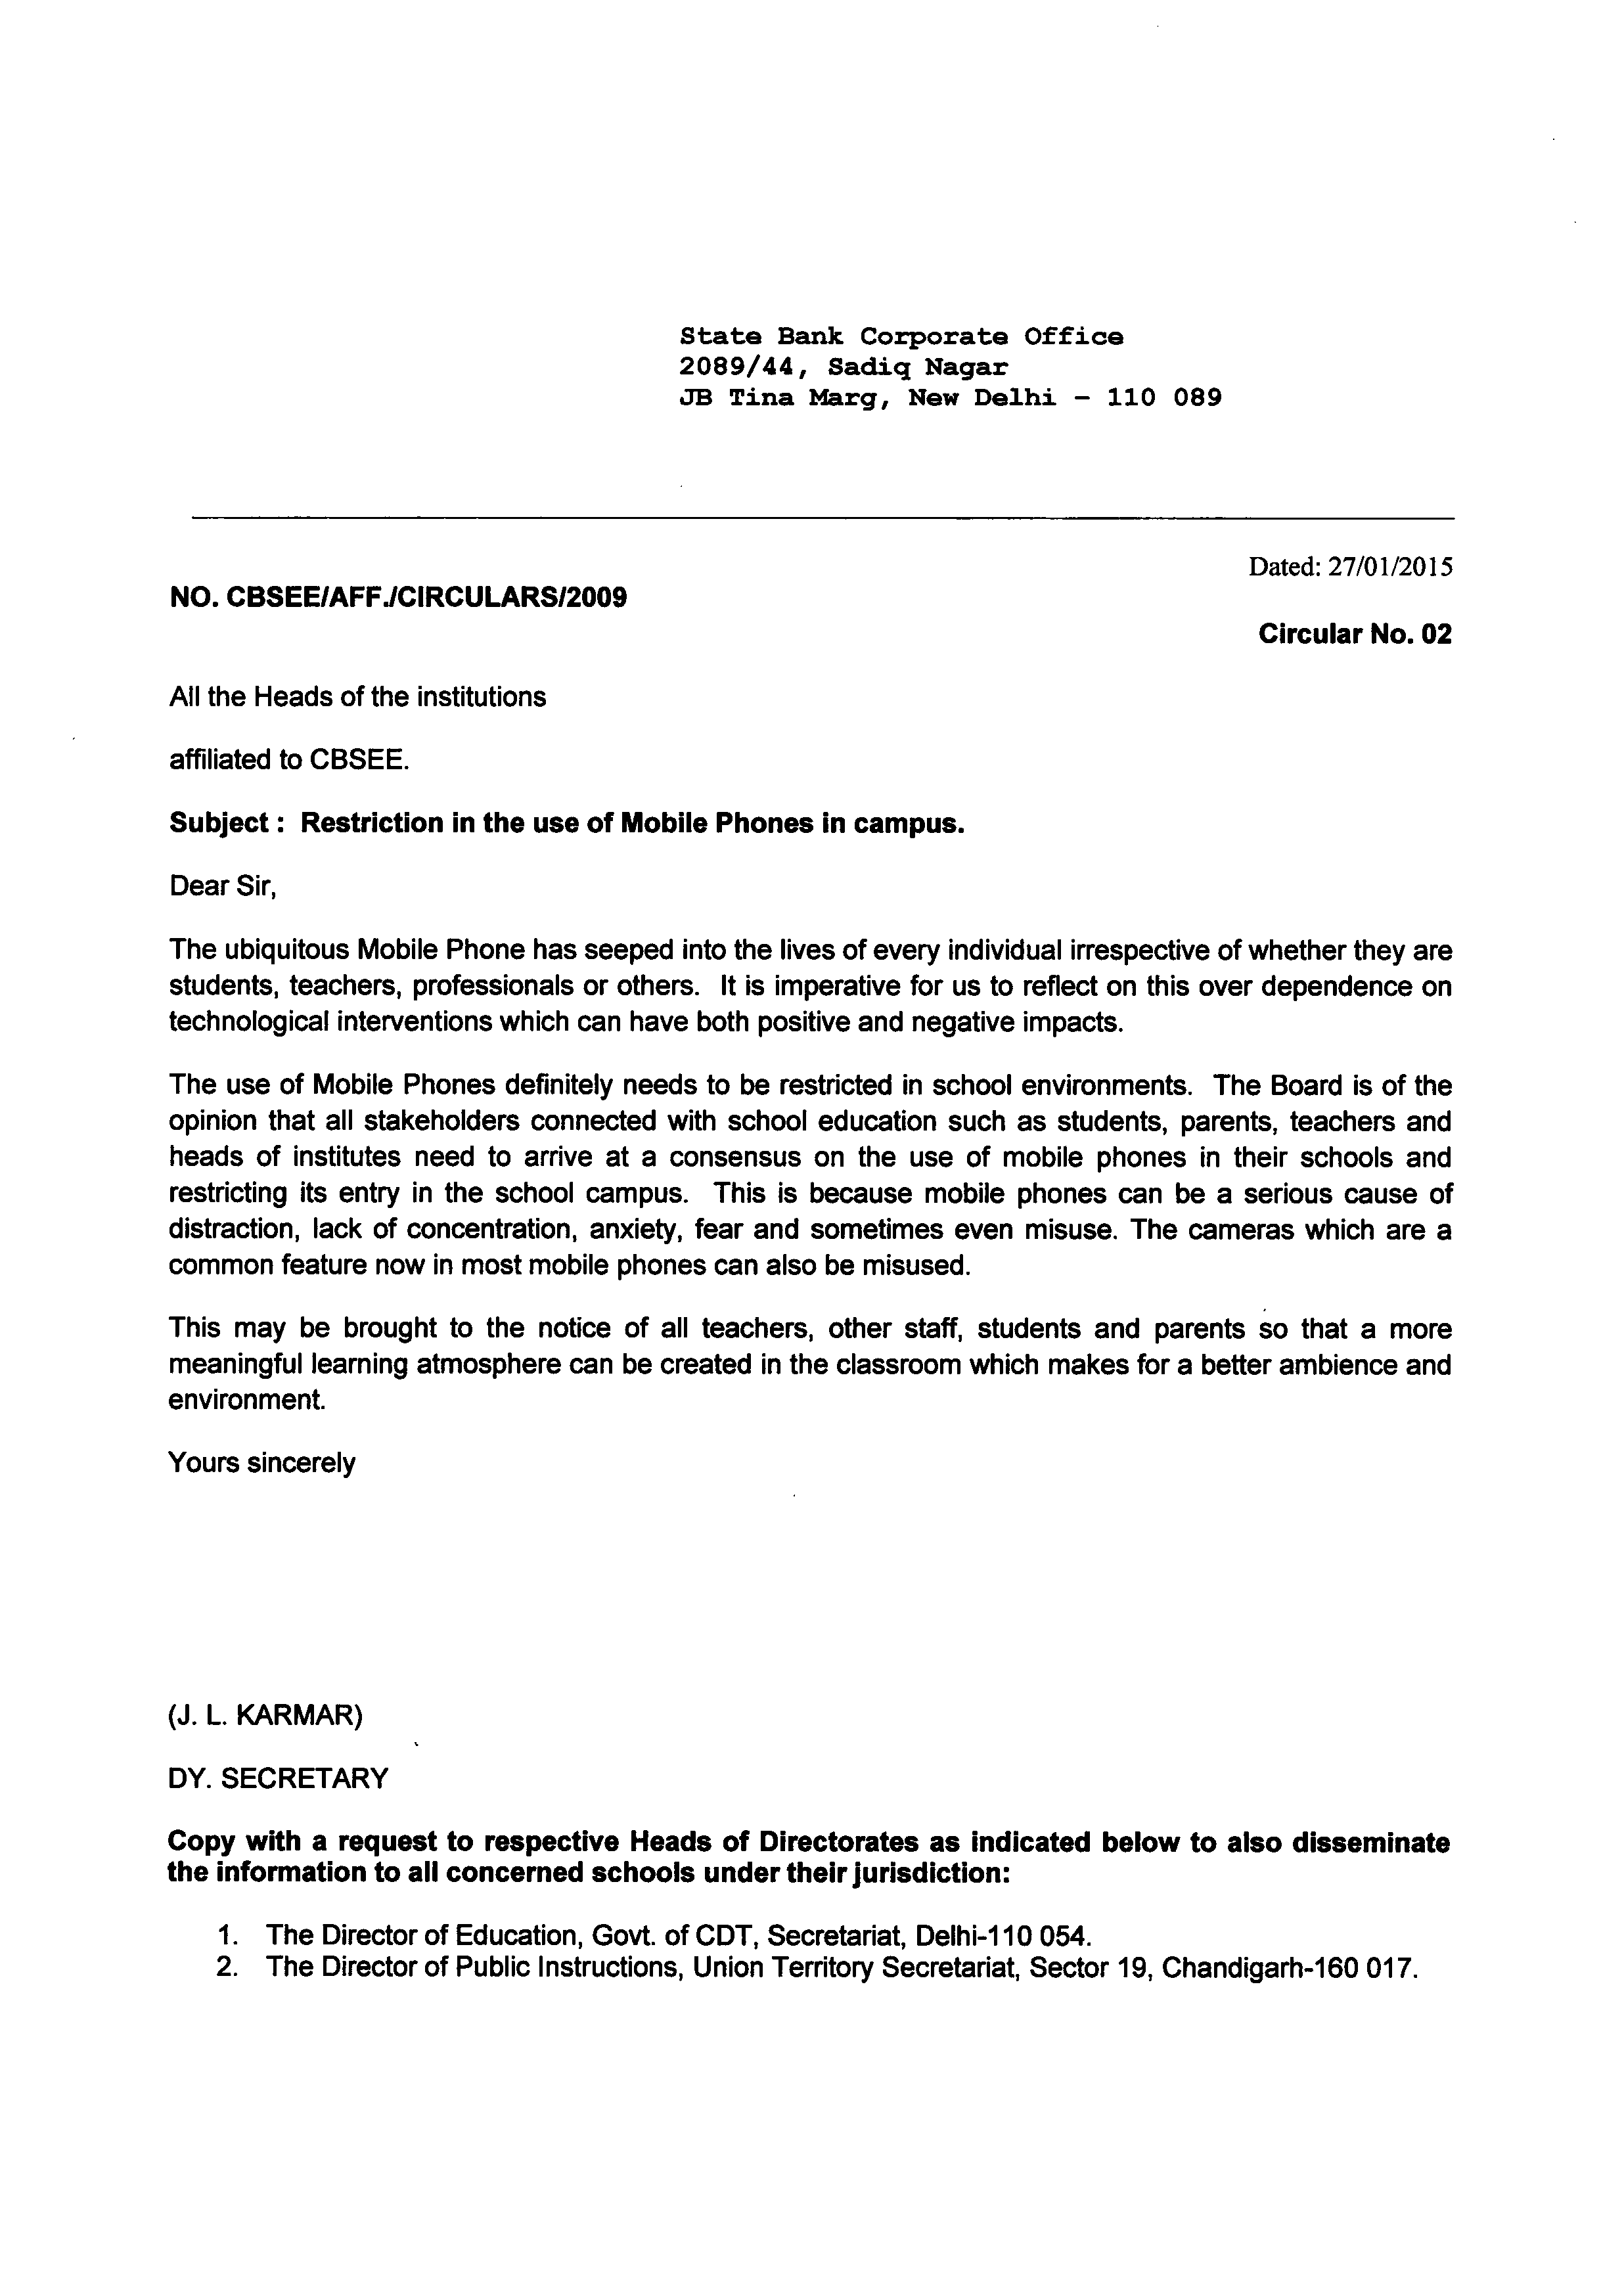 State Bank Corporate Office
2089/44, Sadiq Nagar
JB Tina Marg, New Delhi - 110 089
Dated: 27/01/2015
NO. CBSEE/AFF./CIRCULARS/2009
Circular No. 02
All the Heads of the institutions
affiliated to CBSEE.
Subject : Restriction in the use of Mobile Phones in campus.
Dear Sir,
The ubiquitous Mobile Phone has seeped into the lives of every individual irrespective of whether they are
students, teachers, professionals or others. It is imperative for us to reflect on this over dependence on
technological interventions which can have both positive and negative impacts.
The use of Mobile Phones definitely needs to be restricted in school environments. The Board is of the
opinion that all stakeholders connected with school education such as students, parents, teachers and
heads of institutes need to arrive at a consensus on the use of mobile phones in their schools and
restricting its entry in the school campus. This is because mobile phones can be a serious cause of
distraction, lack of concentration, anxiety, fear and sometimes even misuse. The cameras which are a
common feature now in most mobile phones can also be misused.
This may be brought to the notice of all teachers, other staff, students and parents so that a more
meaningful learning atmosphere can be created in the classroom which makes for a better ambience and
environment.
Yours sincerely
(J. L. KARMAR)
DY. SECRETARY
Copy with a request to respective Heads of Directorates as indicated below to also disseminate
the information to all concerned schools under their jurisdiction:
1. The Director of Education, Govt. of CDT, Secretariat, Delhi-110 054.
2. The Director of Public Instructions, Union Territory Secretariat, Sector 19, Chandigarh-160 017.